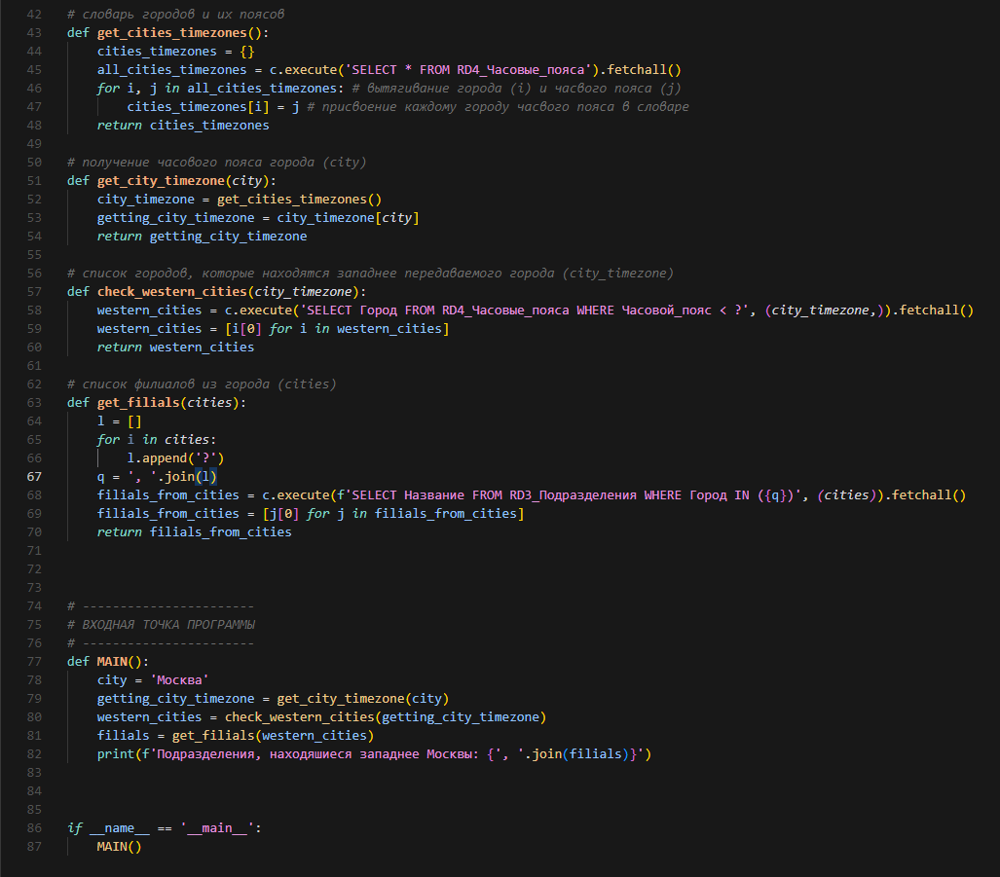 42 # словарь городов и их поясов
43 def get_cities_timezones():
44     cities_timezones = {}
45     all_cities_timezones = c.execute('SELECT * FROM RD4_Часовые_пояса').fetchall()
46     for i, j in all_cities_timezones: # вытягивание города (i) и часвого пояса (j)
47         cities_timezones[i] = j # присвоение каждому городу часвого пояса в словаре
48     return cities_timezones
49
50 # получение часового пояса города (city)
51 def get_city_timezone(city):
52     city_timezone = get_cities_timezones()
53     getting_city_timezone = city_timezone[city]
54     return getting_city_timezone
55
56 # список городов, которые находятся западнее передаваемого города (city_timezone)
57 def check_western_cities(city_timezone):
58     western_cities = c.execute('SELECT Город FROM RD4_Часовые_пояса WHERE Часовой_пояс < ?', (city_timezone,)).fetchall()
59     western_cities = [i[0] for i in western_cities]
60     return western_cities
61
62 # список филиалов из города (cities)
63 def get_filials(cities):
64     l = []
65     for i in cities:
66         l.append('?')
67     q = ', '.join(l)
68     filials_from_cities = c.execute(f'SELECT Название FROM RD3_Подразделения WHERE Город IN ({q})', (cities)).fetchall()
69     filials_from_cities = [j[0] for j in filials_from_cities]
70     return filials_from_cities
71
72
73
74 # -----------------------
75 # ВХОДНАЯ ТОЧКА ПРОГРАММЫ
76 # -----------------------
77 def MAIN():
78     city = 'Москва'
79     getting_city_timezone = get_city_timezone(city)
80     western_cities = check_western_cities(getting_city_timezone)
81     filials = get_filials(western_cities)
82     print(f'Подразделения, находяшиеся западнее Москвы: {', '.join(filials)}')
83
84
85
86 if __name__ == '__main__':
87     MAIN()